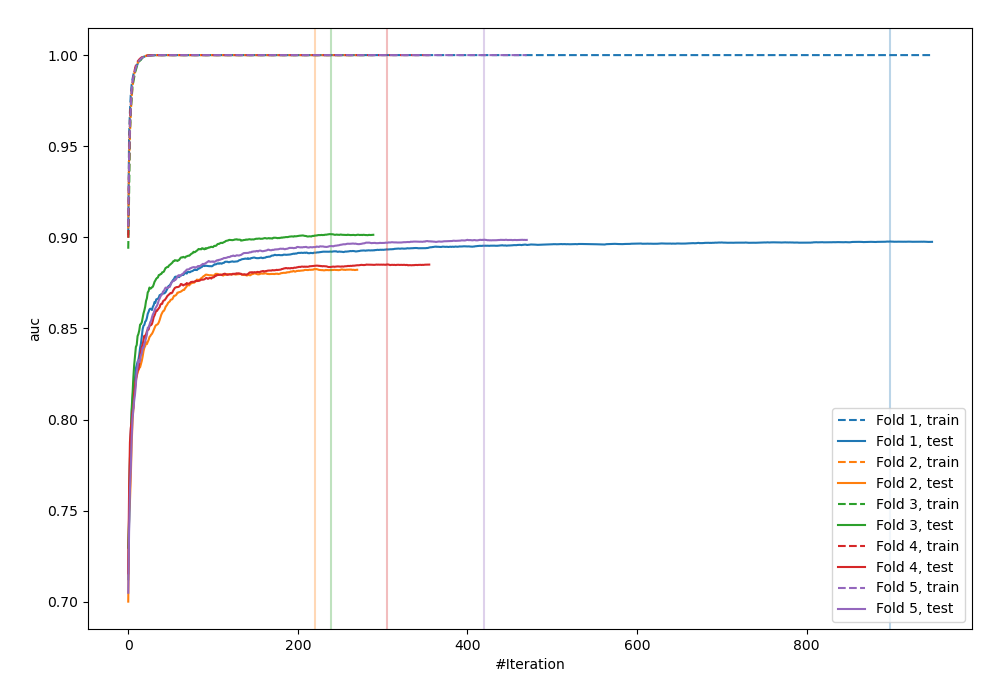 1.00
0.95
0.90
0.85
0.80
0.75
0.70
auc
0
200
400
600
800
#Iteration
Fold 1, train
Fold 1, test
Fold 2, train
Fold 2, test
Fold 3, train
Fold 3, test
Fold 4, train
Fold 4, test
Fold 5, train
Fold 5, test